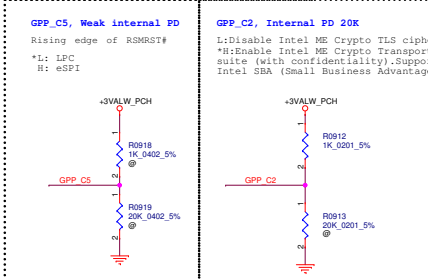 GPP_C5, Weak internal PD
Rising edge of RSMRST#
*L: LPC
H: eSPI
+3VALW_PCH
1
R0918
1K_0402_5%
@
2
GPP_C5
1
R0919
20K_0402_5%
@
2
GPP_C2, Internal PD 20K
L:Disable Intel ME Crypto TLS ciphe
*H:Enable Intel ME Crypto Transpor
suite (with confidentiality).Suppo
Intel SBA (Small Business Advantag
+3VALW_PCH
1
R0912
1K_0201_5%
@
2
GPP_C2
1
R0913
20K_0201_5%
@
2